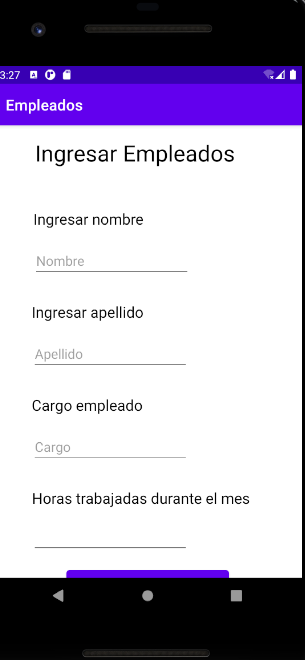 3:27
Empleados
Ingresar Empleados
Ingresar nombre
Nombre
Ingresar apellido
Apellido
Cargo empleado
Cargo
Horas trabajadas durante el mes